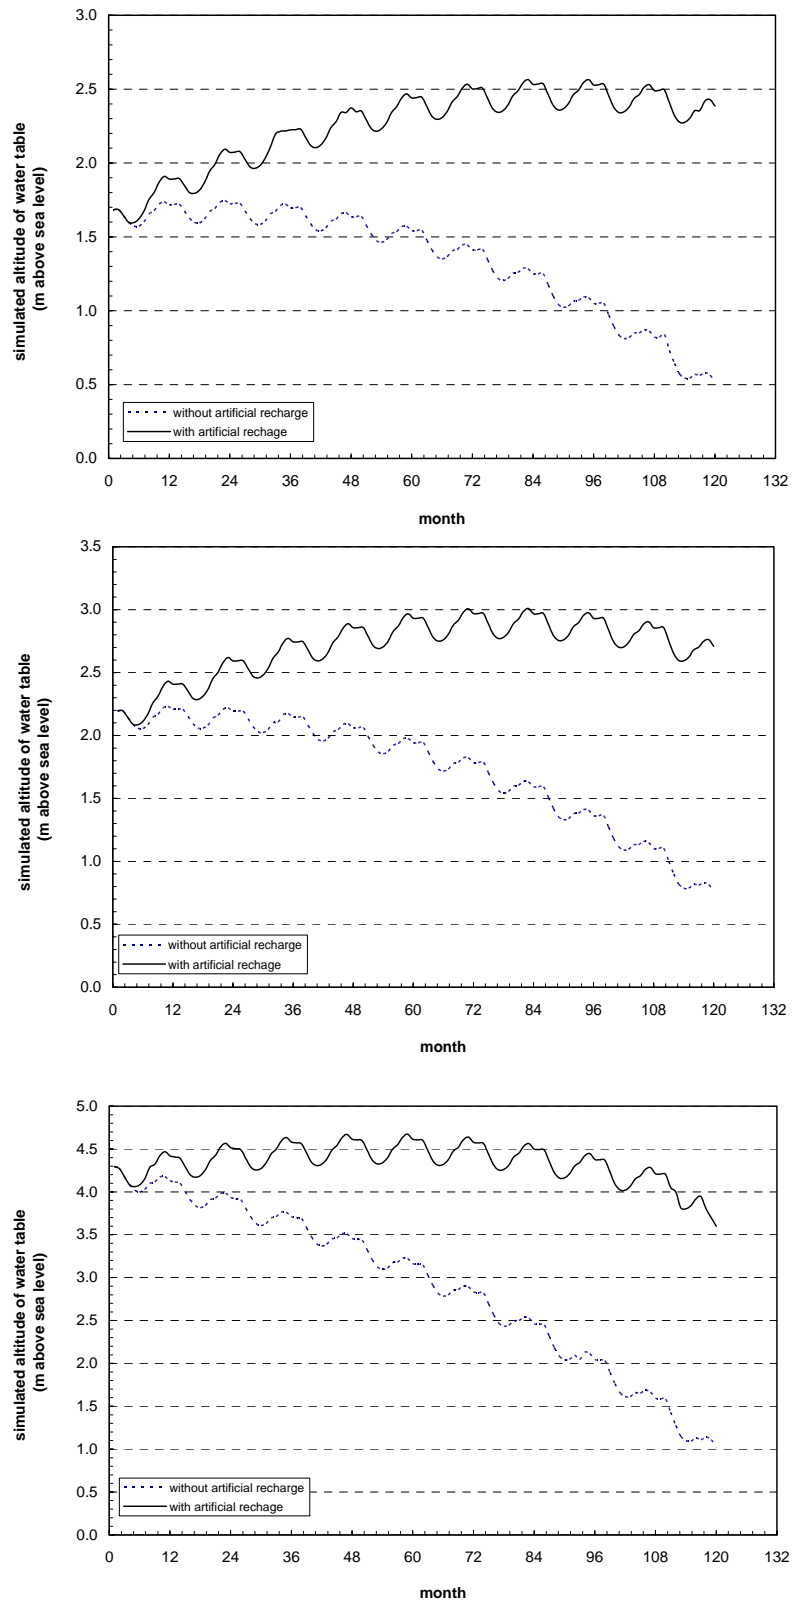 3.0
2.5
2.0
1.5
1.0
0.5
0.0
simulated altitude of water table
(m above sea level)
without artificial recharge
with artificial rechage
0 12 24 36 48 60 72 84 96 108 120 132
month
3.5
3.0
2.5
2.0
1.5
1.0
0.5
0.0
simulated altitude of water table
(m above sea level)
without artificial recharge
with artificial rechage
0 12 24 36 48 60 72 84 96 108 120 132
month
5.0
4.5
4.0
3.5
3.0
2.5
2.0
1.5
1.0
0.5
0.0
simulated altitude of water table
(m above sea level)
without artificial recharge
with artificial rechage
0 12 24 36 48 60 72 84 96 108 120 132
month